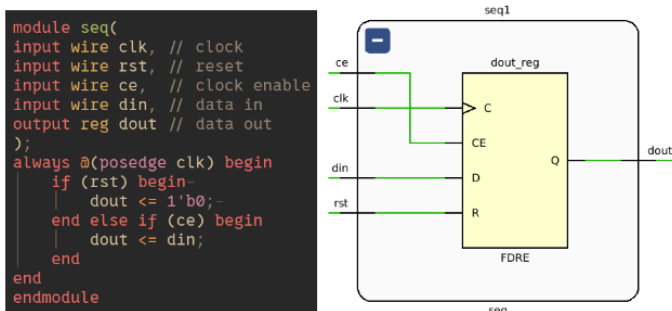 module seq(
input wire clk, // clock
input wire rst, // reset
input wire ce, // clock enable
input wire din, // data in
output reg dout // data out
);
always @(posedge clk) begin
if (rst) begin-
dout <= 1'b0;-
end else if (ce) begin
dout <= din;
end
end
endmodule
seq1
ce
clk
din
rst
dout_reg
C
CE
D
R
Q
FDRE
dout
seq